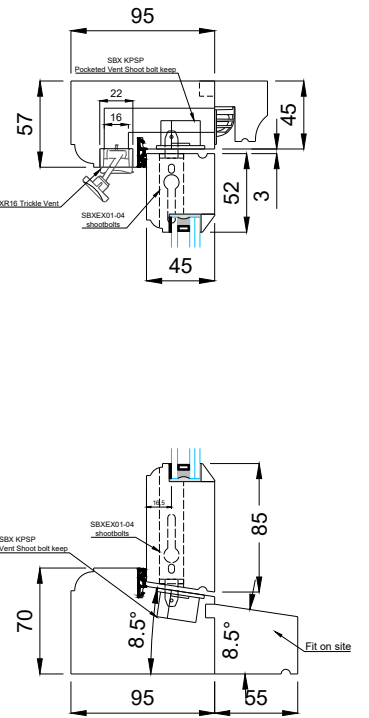 95
SBX KPSP
Pocketed Vent Shoot bolt keep
22
16
57
45
52
3
XR16 Trickle Vent
SBXEX01-04
shootbolts
45
16,5
SBXEX01-04
shootbolts
85
SBX KPSP
Vent Shoot bolt keep
70
8.5°
8.5°
Fit on site
95
55